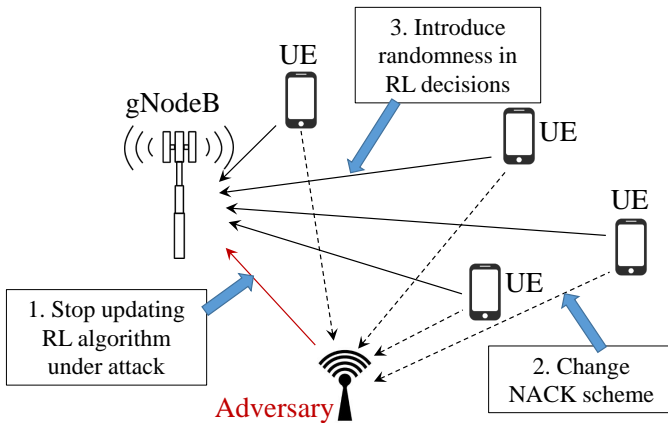 3. Introduce
randomness in
RL decisions
UE
gNodeB
UE
UE
UE
1. Stop updating
RL algorithm
under attack
2. Change
NACK scheme
Adversary